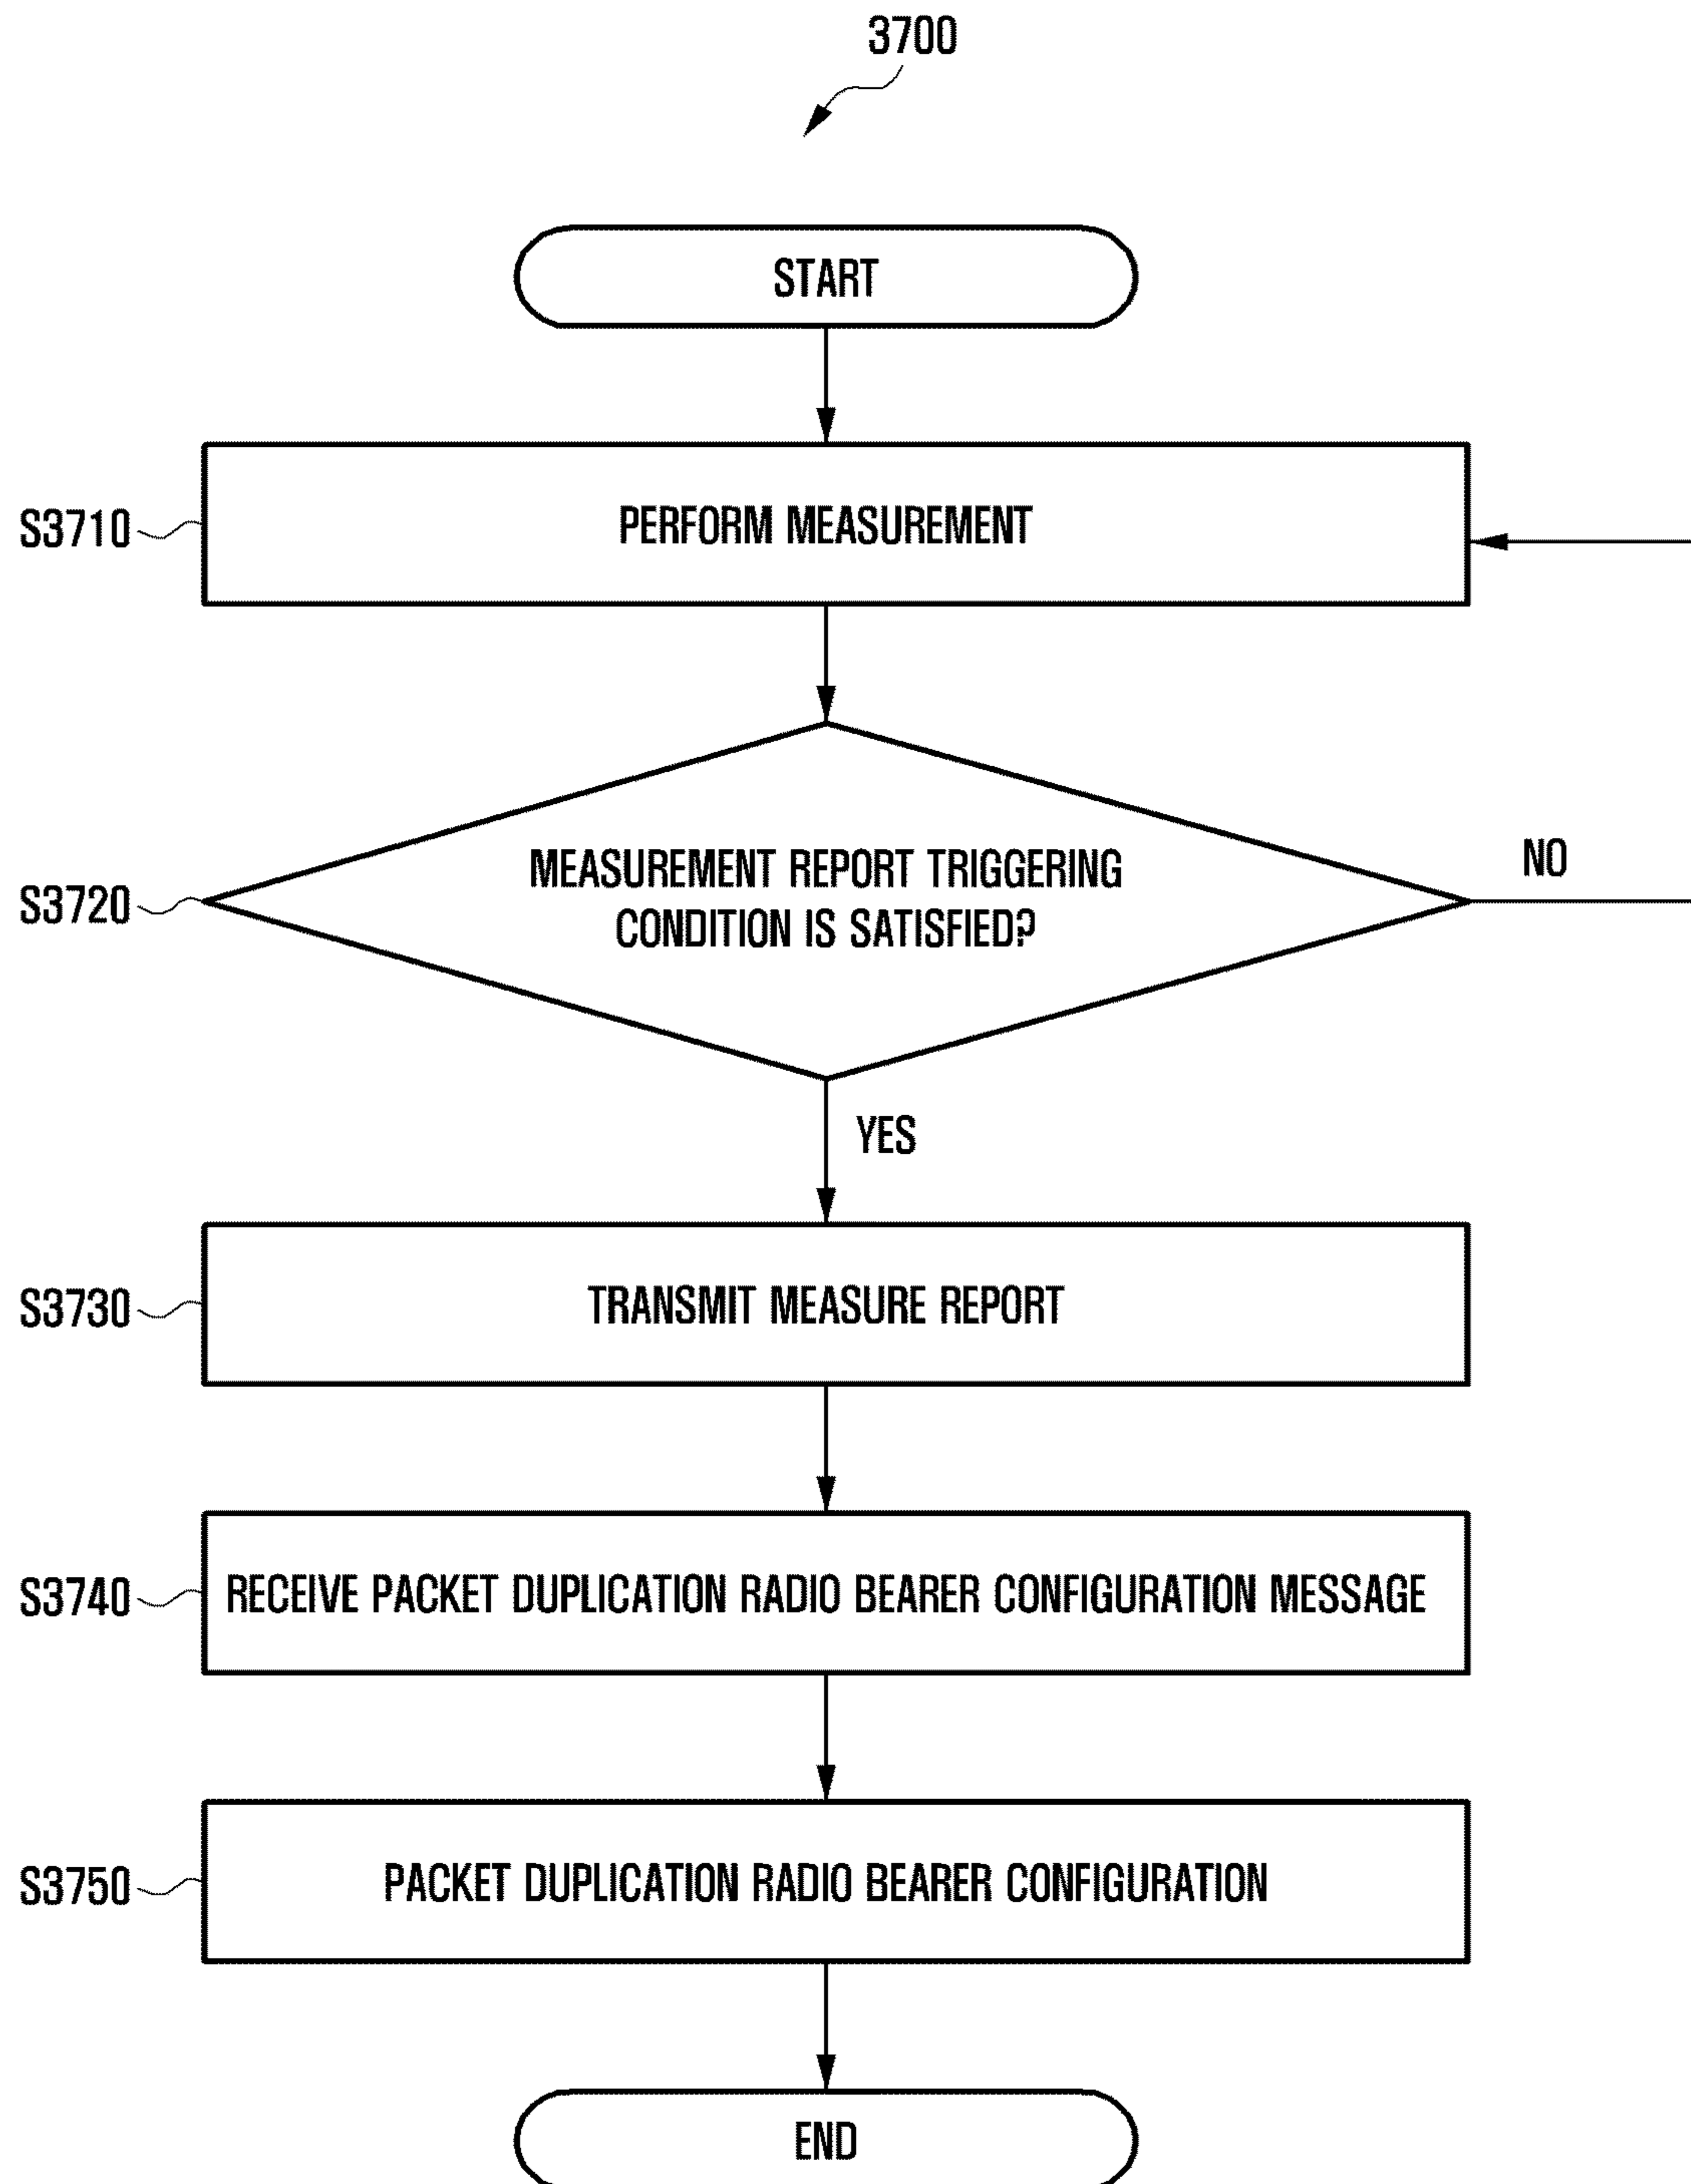 3700
START
S3710
PERFORM MEASUREMENT
S3720
MEASUREMENT REPORT TRIGGERING
CONDITION IS SATISFIED?
NO
YES
S3730
TRANSMIT MEASURE REPORT
S3740
RECEIVE PACKET DUPLICATION RADIO BEARER CONFIGURATION MESSAGE
S3750
PACKET DUPLICATION RADIO BEARER CONFIGURATION
END